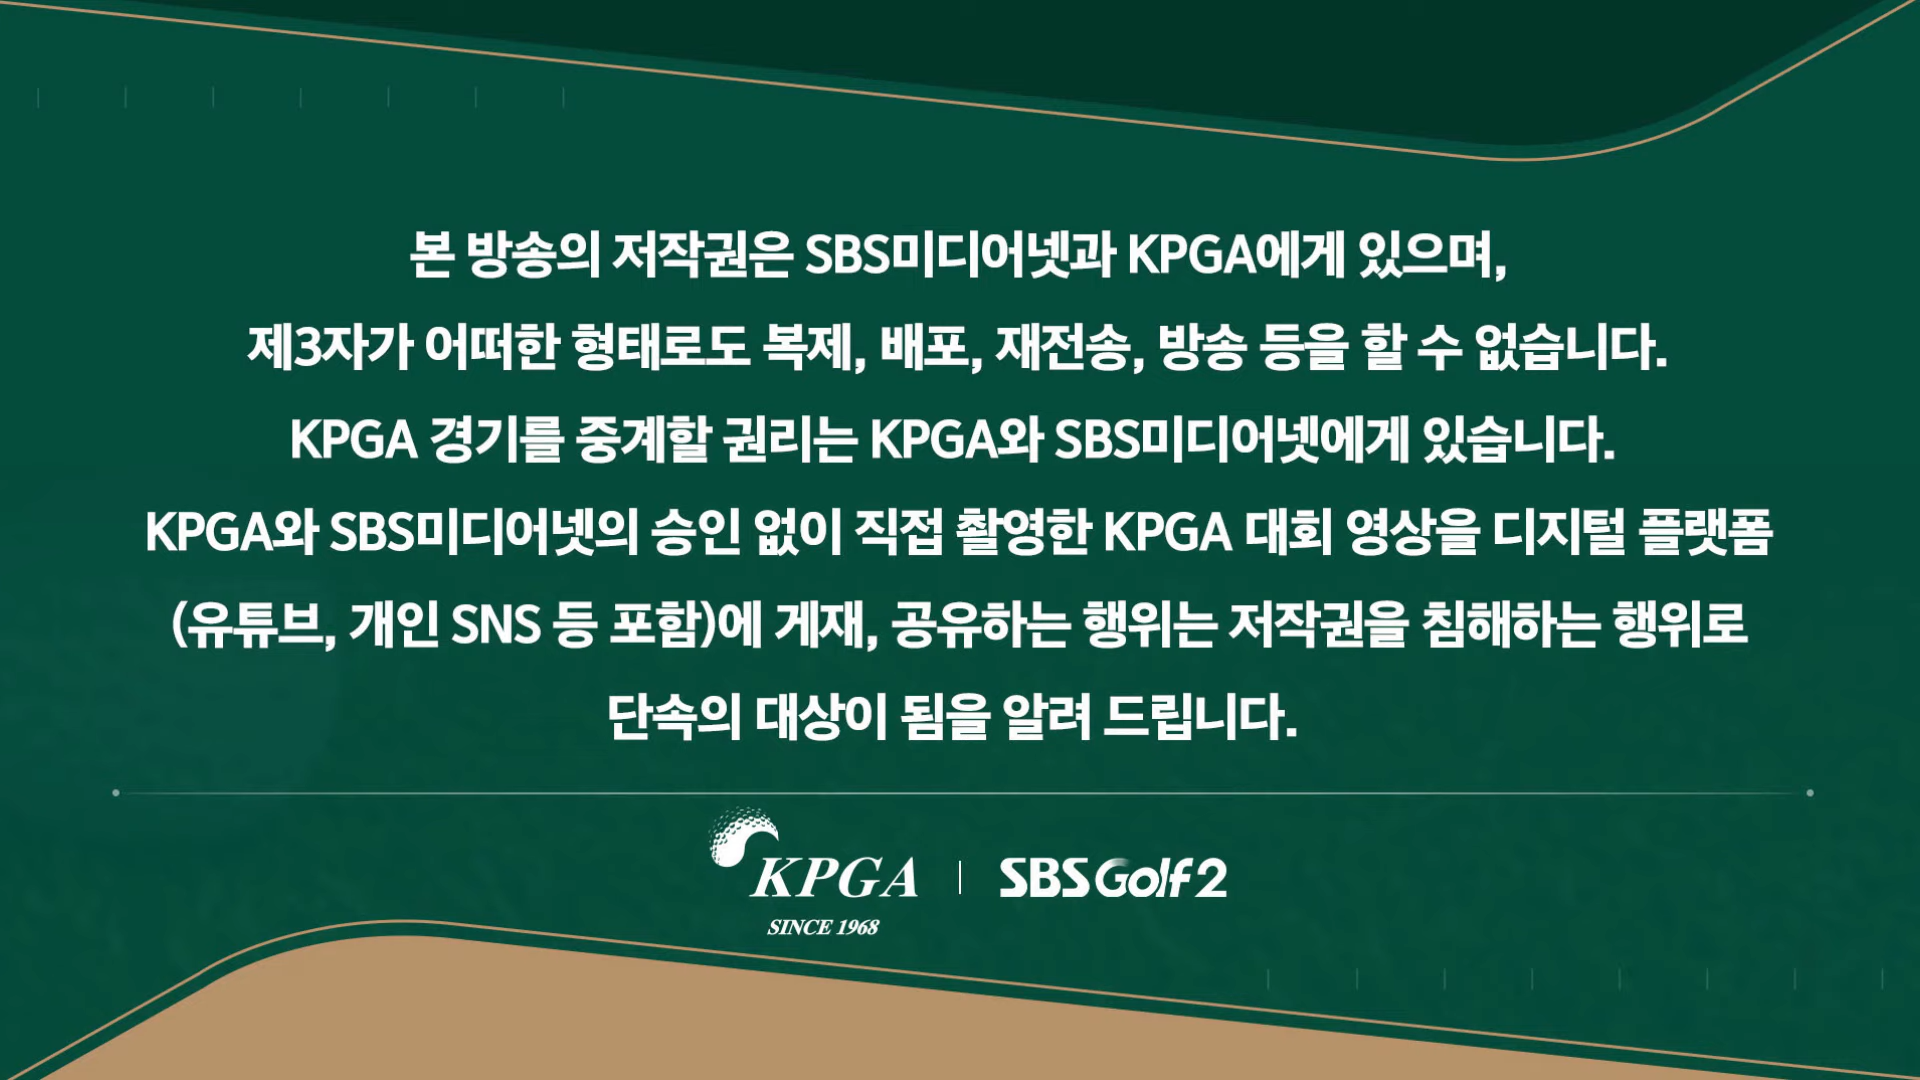 본 방송의 저작권은 SBS미디어넷과 KPGA에게 있으며,
제3자가 어떠한 형태로도 복제, 배포, 재전송, 방송 등을 할 수 없습니다.
KPGA 경기를 중계할 권리는 KPGA와 SBS미디어넷에게 있습니다.
KPGA와 SBS미디어넷의 승인 없이 직접 촬영한 KPGA 대회 영상을 디지털 플랫폼
(유튜브, 개인 SNS 등 포함)에 게재, 공유하는 행위는 저작권을 침해하는 행위로
단속의 대상이 됨을 알려 드립니다.
KPGA
SINCE 1968
SBS Golf 2